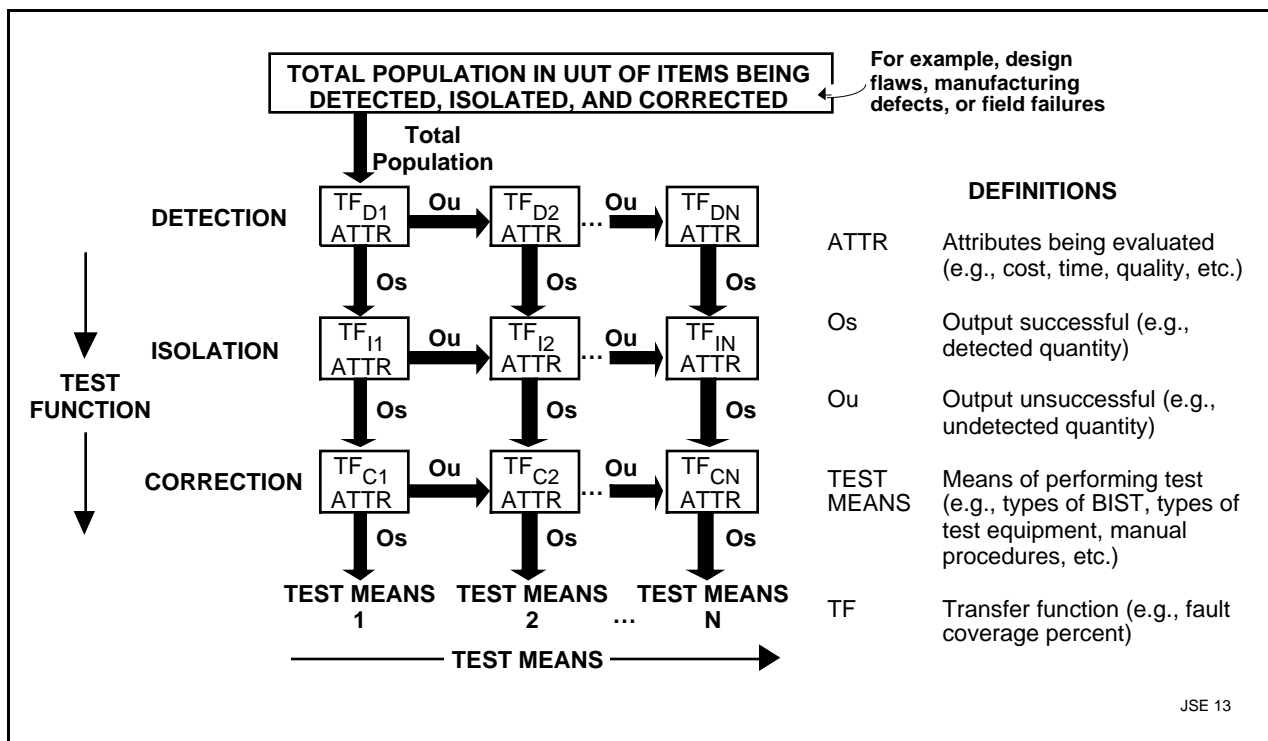 TOTAL POPULATION IN UUT OF ITEMS BEING
DETECTED, ISOLATED, AND CORRECTED
For example, design
flaws, manufacturing
defects, or field failures
Total
Population
DETECTION
TF D1
ATTR
Ou
TF D2
ATTR
...
Ou
TF DN
ATTR
Os
Os
Os
ISOLATION
TF I1
ATTR
Ou
TF I2
ATTR
...
Ou
TF IN
ATTR
Os
Os
Os
TEST
FUNCTION
CORRECTION
TF C1
ATTR
Ou
TF C2
ATTR
...
Ou
TF CN
ATTR
Os
Os
Os
TEST MEANS
1
TEST MEANS
2
...
TEST MEANS
N
TEST MEANS
DEFINITIONS
ATTR Attributes being evaluated
(e.g., cost, time, quality, etc.)
Os Output successful (e.g.,
detected quantity)
Ou Output unsuccessful (e.g.,
undetected quantity)
TEST Means of performing test
MEANS (e.g., types of BIST, types of
test equipment, manual
procedures, etc.)
TF Transfer function (e.g., fault
coverage percent)
JSE 13